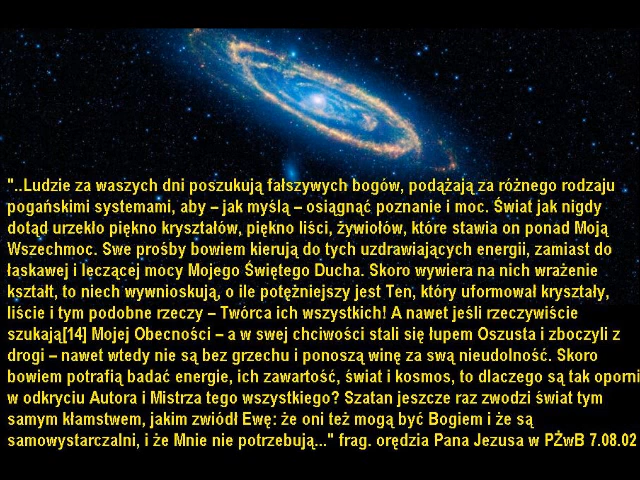 "..Ludzie za waszych dni poszukują fałszywych bogów, podążają za różnego rodzaju
pogańskimi systemami, aby – jak myślą – osiągnąć poznanie i moc. Świat jak nigdy
dotąd urzekło piękno kryształów, piękno liści, żywiołów, które stawia on ponad Moją
Wszechmoc. Swe prośby bowiem kierują do tych uzdrawiających energii, zamiast do
łaskawej i lęczącej mocy Mojego Świętego Ducha. Skoro wywiera na nich wrażenie
kształt, to niech wywnioskują, o ile potężniejszy jest Ten, który uformował kryształy,
liście i tym podobne rzeczy – Twórca ich wszystkich! A nawet jeśli rzeczywiście
szukają[14] Mojej Obecności – a w swej chciwości stali się łupem Oszusta i zboczyli z
drogi – nawet wtedy nie są bez grzechu i ponoszą winę za swą nieudolność. Skoro
bowiem potrafią badać energie, ich zawartość, świat i kosmos, to dlaczego są tak oporni
w odkryciu Autora i Mistrza tego wszystkiego? Szatan jeszcze raz zwodzi świat tym
samym kłamstwem, jakim zwiódł Ewę: że oni też mogą być Bogiem i że są
samowystarczalni, i że Mnie nie potrzebują..." frag. orędzia Pana Jezusa w PŻwB 7.08.02